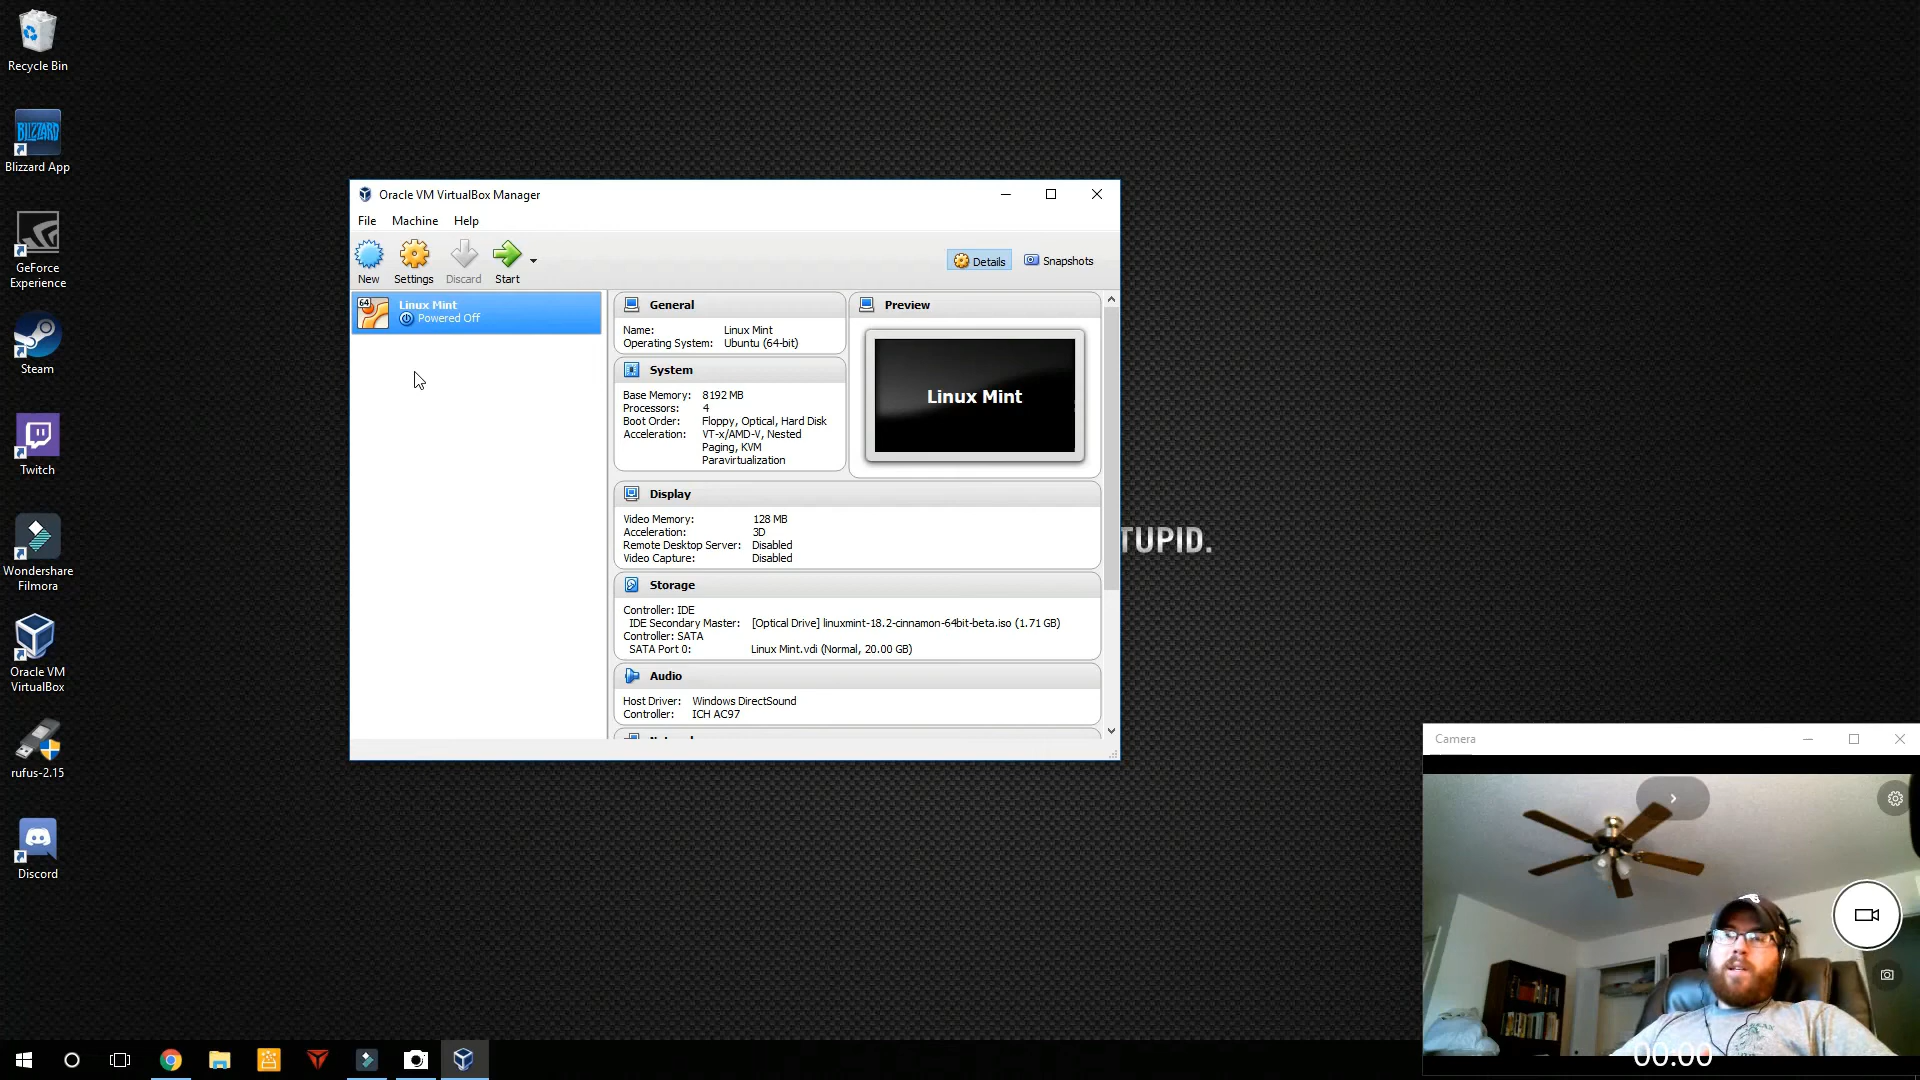 Recycle Bin
BLIZZARD
Blizzard App
GeForce
Experience
Steam
Twitch
Wondershare
Filmora
Oracle VM
VirtualBox
rufus-2.15
Discord
Oracle VM VirtualBox Manager
File Machine Help
New Settings Discard Start
Details Snapshots
64
Linux Mint
Powered Off
General
Name: Linux Mint
Operating System: Ubuntu (64-bit)
System
Base Memory: 8192 MB
Processors: 4
Boot Order: Floppy, Optical, Hard Disk
Acceleration: VT-x/AMD-V, Nested
Paging, KVM
Paravirtualization
Preview
Linux Mint
Display
Video Memory: 128 MB
Acceleration: 3D
Remote Desktop Server: Disabled
Video Capture: Disabled
Storage
Controller: IDE
IDE Secondary Master: [Optical Drive] linuxmint-18.2-cinnamon-64bit-beta.iso (1.71 GB)
Controller: SATA
SATA Port 0: Linux Mint.vdi (Normal, 20.00 GB)
Audio
Host Driver: Windows DirectSound
Controller: ICH AC97
TUPID.
Camera
00:00